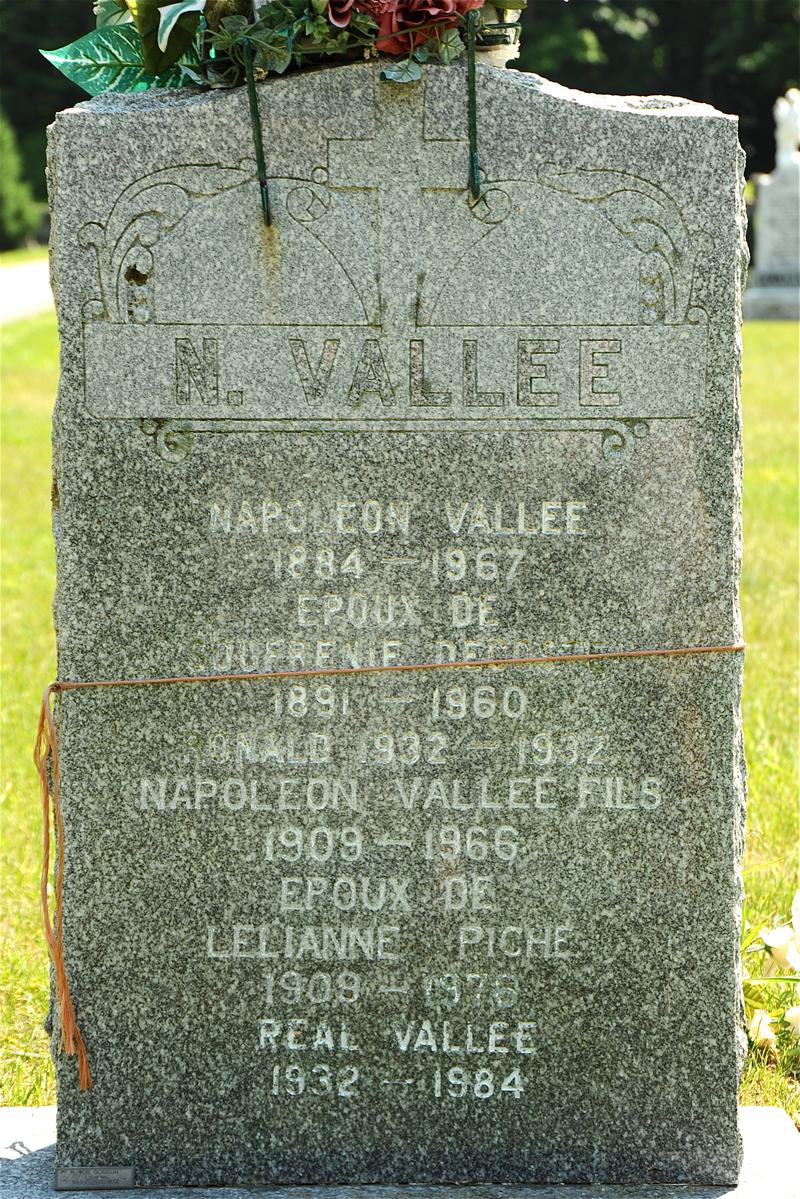 N. VALLEE
NAPOLEON VALLEE
1884 — 1967
EPOUX DE
DECOSTE
1891 — 1960
RONALD 1932 — 1932
NAPOLEON VALLEE FILS
1909 — 1966
EPOUX DE
LELIANNE PICHE
1909 — 1976
REAL VALLEE
1932 — 1984